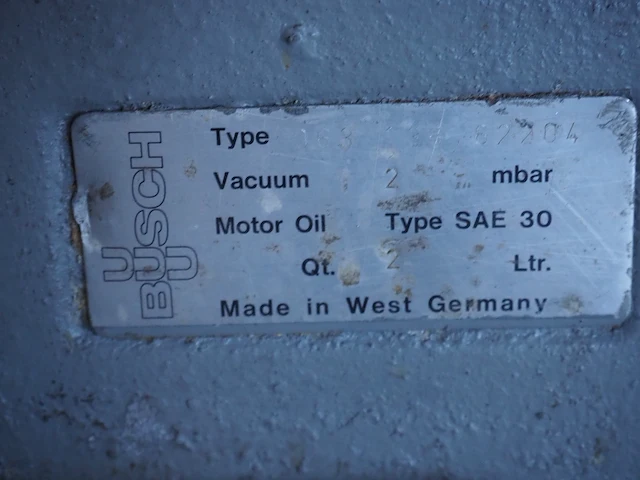 BUSCH
Type
Vacuum 2 mbar
Motor Oil Type SAE 30
Qt. 2 Ltr.
Made in West Germany